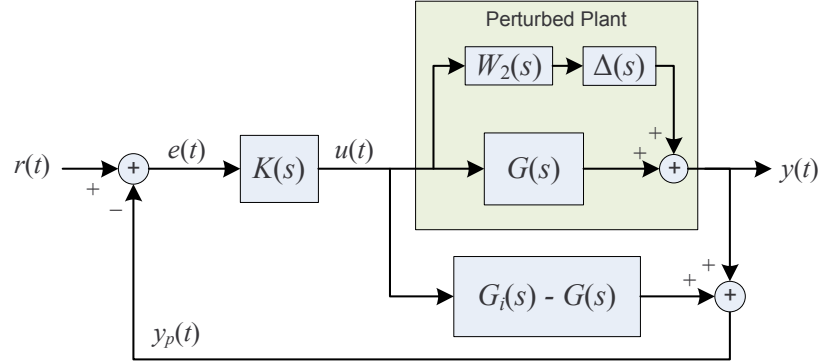 Perturbed Plant
W₂(s)
Δ(s)
+
r(t)
+
e(t)
K(s)
u(t)
G(s)
+
+
y(t)
+
−
+
Gᵢ(s) - G(s)
+
+
yₚ(t)